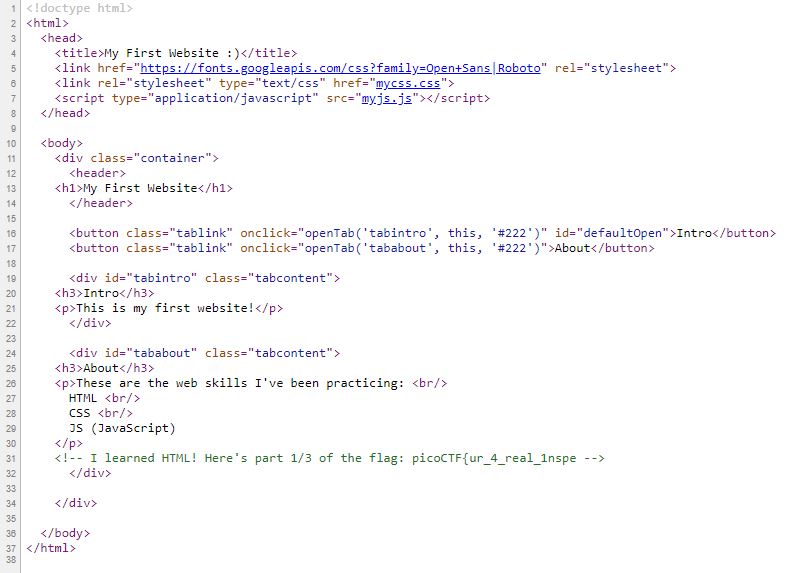 1 <!doctype html>
2 <html>
3 <head>
4 <title>My First Website :)</title>
5 <link href="https://fonts.googleapis.com/css?family=Open+Sans|Roboto" rel="stylesheet">
6 <link rel="stylesheet" type="text/css" href="mycss.css">
7 <script type="application/javascript" src="myjs.js"></script>
8 </head>
9
10 <body>
11 <div class="container">
12 <header>
13 <h1>My First Website</h1>
14 </header>
15
16 <button class="tablink" onclick="openTab('tabintro', this, '#222')" id="defaultOpen">Intro</button>
17 <button class="tablink" onclick="openTab('tababout', this, '#222')">About</button>
18
19 <div id="tabintro" class="tabcontent">
20 <h3>Intro</h3>
21 <p>This is my first website!</p>
22 </div>
23
24 <div id="tababout" class="tabcontent">
25 <h3>About</h3>
26 <p>These are the web skills I've been practicing: <br/>
27 HTML <br/>
28 CSS <br/>
29 JS (JavaScript)
30 </p>
31 <!-- I learned HTML! Here's part 1/3 of the flag: picoCTF{ur_4_real_1nspe -->
32 </div>
33
34 </div>
35
36 </body>
37 </html>
38